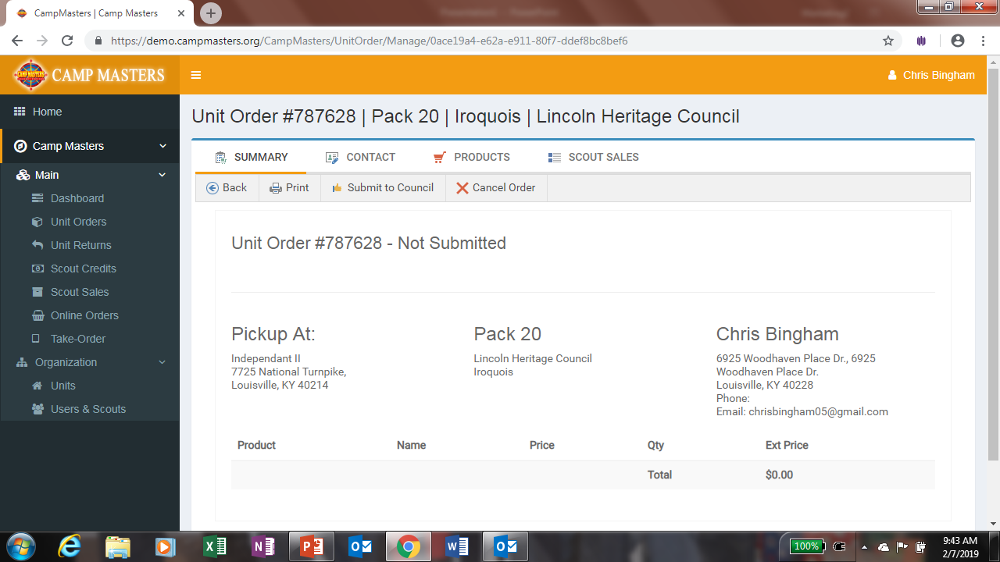 CampMasters | Camp Masters
https://demo.campmasters.org/CampMasters/UnitOrder/Manage/0ace19a4-e62a-e911-80f7-ddef8bc8bef6
CAMP MASTERS
CAMP MASTERS
Chris Bingham
Home
Camp Masters
Main
Dashboard
Unit Orders
Unit Returns
Scout Credits
Scout Sales
Online Orders
Take-Order
Organization
Units
Users & Scouts
Unit Order #787628 | Pack 20 | Iroquois | Lincoln Heritage Council
SUMMARY CONTACT PRODUCTS SCOUT SALES
Back Print Submit to Council Cancel Order
Unit Order #787628 - Not Submitted
Pickup At:
Independant II
7725 National Turnpike,
Louisville, KY 40214
Pack 20
Lincoln Heritage Council
Iroquois
Chris Bingham
6925 Woodhaven Place Dr., 6925
Woodhaven Place Dr.
Louisville, KY 40228
Phone:
Email: chrisbingham05@gmail.com
Product Name Price Qty Ext Price
Total $0.00
100%
9:43 AM
2/7/2019